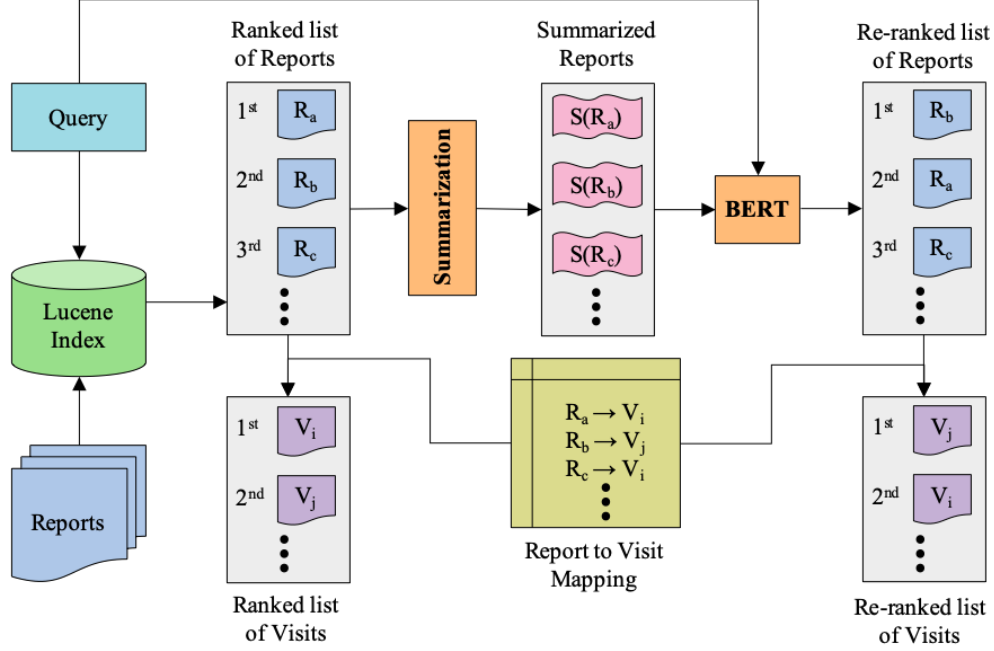 Query
Lucene
Index
Reports
Ranked list
of Reports
1st
Ra
2nd
Rb
3rd
Rc
Summarization
Summarized
Reports
S(Ra)
S(Rb)
S(Rc)
BERT
Re-ranked list
of Reports
1st
Rb
2nd
Ra
3rd
Rc
1st
Vi
2nd
Vj
Ranked list
of Visits
Ra → Vi
Rb → Vj
Rc → Vi
Report to Visit
Mapping
1st
Vj
2nd
Vi
Re-ranked list
of Visits